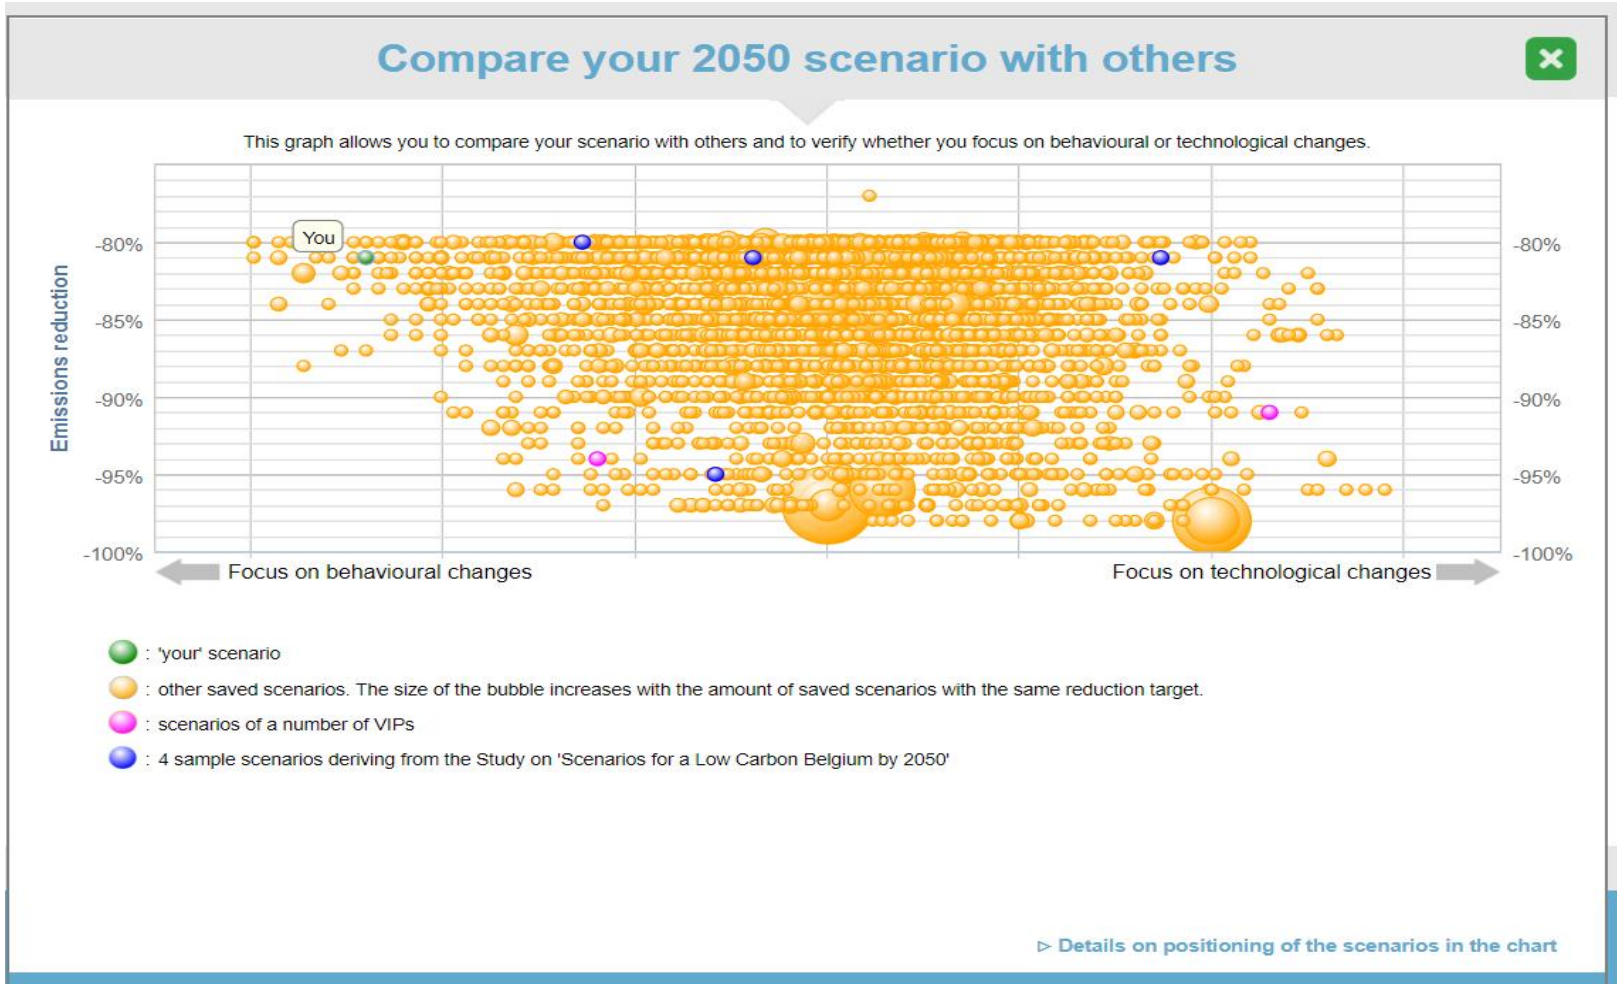 Compare your 2050 scenario with others
This graph allows you to compare your scenario with others and to verify whether you focus on behavioural or technological changes.
You
-80%
-80%
-85%
-85%
-90%
-90%
-95%
-95%
-100%
-100%
Emissions reduction
Focus on behavioural changes
Focus on technological changes
: 'your' scenario
: other saved scenarios. The size of the bubble increases with the amount of saved scenarios with the same reduction target.
: scenarios of a number of VIPs
: 4 sample scenarios deriving from the Study on 'Scenarios for a Low Carbon Belgium by 2050'
▷ Details on positioning of the scenarios in the chart